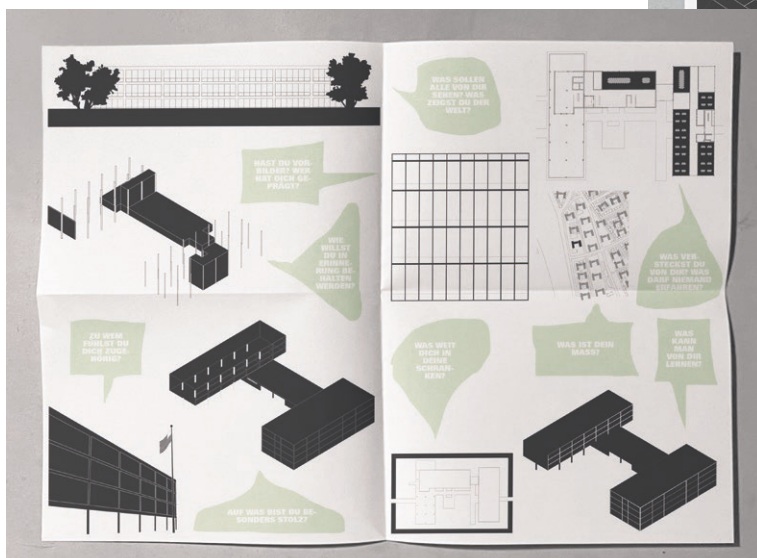 WAS SOLLEN
ALLE VON DIR
SEHEN? WAS
ZEIGST DU DER
WELT?
HAST DU VOR-
BILDER? WER
HAT DICH GE-
PRÄGT?
WIE
WILLST
DU IN
ERINNE-
RUNG BE-
HALTEN
WERDEN?
WAS VER-
STECKST DU
VON DIR? WAS
DARF NIEMAND
ERFAHREN?
ZU WEM
FÜHLST DU
DICH ZUGE-
HÖRIG?
WAS WEIT
DICH IN
DEINE
SCHRAN-
KEN?
WAS IST DEIN
MASS?
WAS
KANN
MAN
VON DIR
LERNEN?
AUF WAS BIST DU BE-
SONDERS STOLZ?